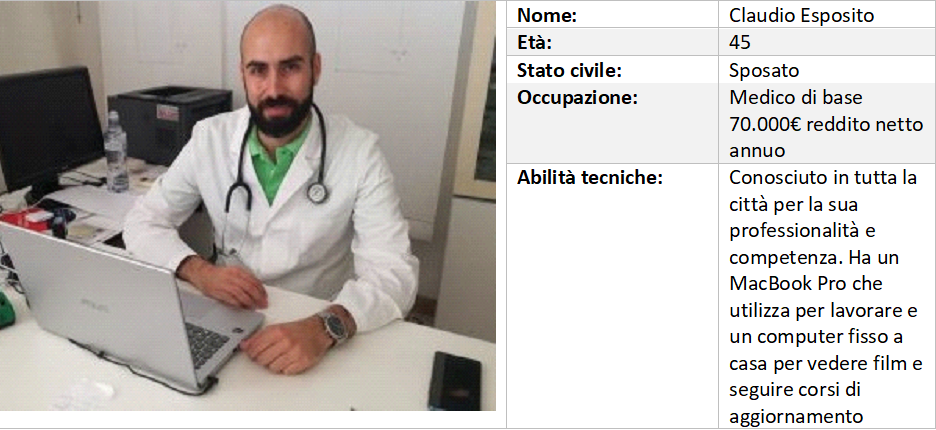 Nome: Claudio Esposito
Età: 45
Stato civile: Sposato
Occupazione: Medico di base
70.000€ reddito netto
annuo
Abilità tecniche: Conosciuto in tutta la
città per la sua
professionalità e
competenza. Ha un
MacBook Pro che
utilizza per lavorare e
un computer fisso a
casa per vedere film e
seguire corsi di
aggiornamento
ASUS